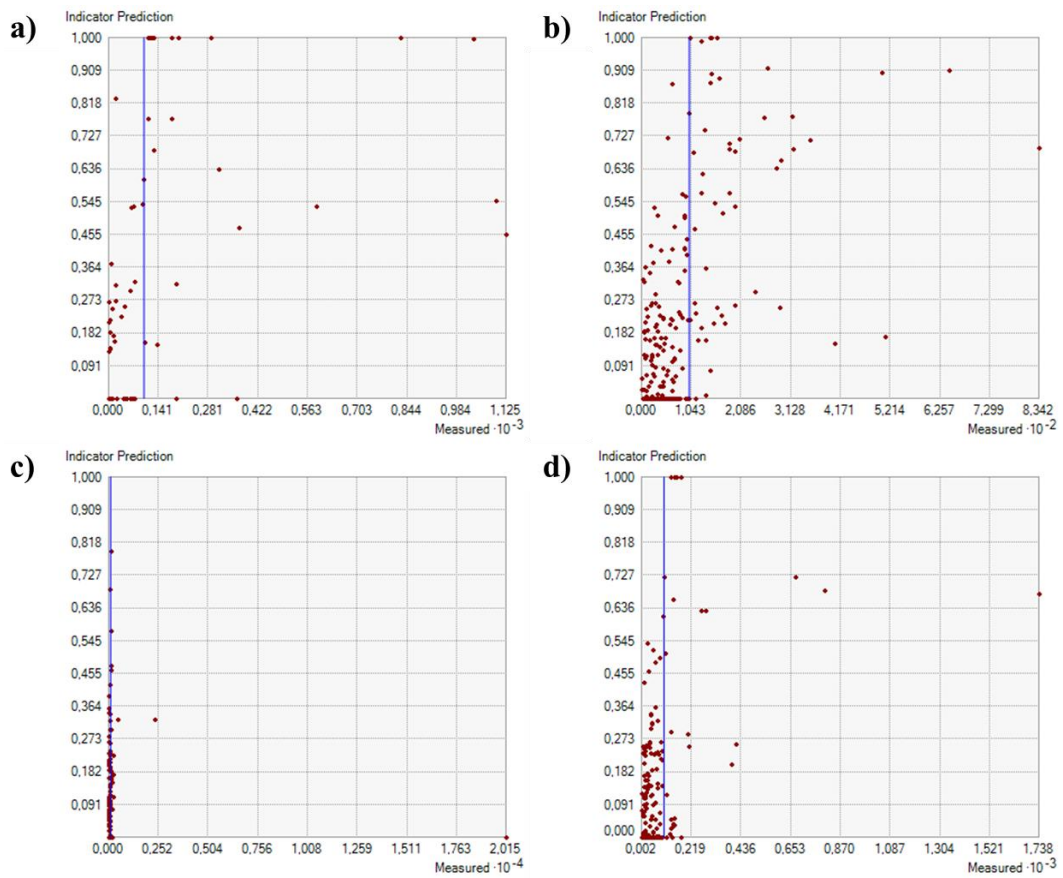 a)
Indicator Prediction
1,000
0,909
0,818
0,727
0,636
0,545
0,455
0,364
0,273
0,182
0,091
0,000 0,141 0,281 0,422 0,563 0,703 0,844 0,984 1,125
Measured ·10⁻³
b)
Indicator Prediction
1,000
0,909
0,818
0,727
0,636
0,545
0,455
0,364
0,273
0,182
0,091
0,000 1,043 2,086 3,128 4,171 5,214 6,257 7,299 8,342
Measured ·10⁻²
c)
Indicator Prediction
1,000
0,909
0,818
0,727
0,636
0,545
0,455
0,364
0,273
0,182
0,091
0,000 0,252 0,504 0,756 1,008 1,259 1,511 1,763 2,015
Measured ·10⁻⁴
d)
Indicator Prediction
1,000
0,909
0,818
0,727
0,636
0,545
0,455
0,364
0,273
0,182
0,091
0,000
0,002 0,219 0,436 0,653 0,870 1,087 1,304 1,521 1,738
Measured ·10⁻³